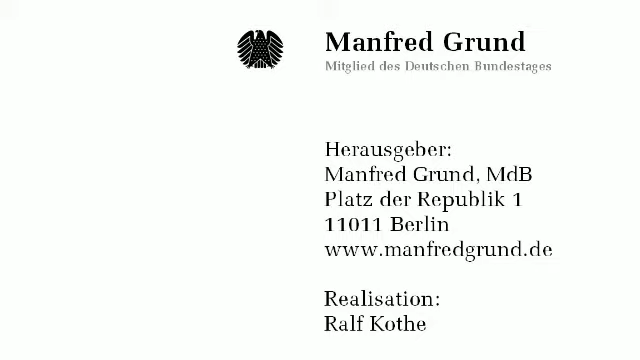 Manfred Grund
Mitglied des Deutschen Bundestages
Herausgeber:
Manfred Grund, MdB
Platz der Republik 1
11011 Berlin
www.manfredgrund.de
Realisation:
Ralf Kothe